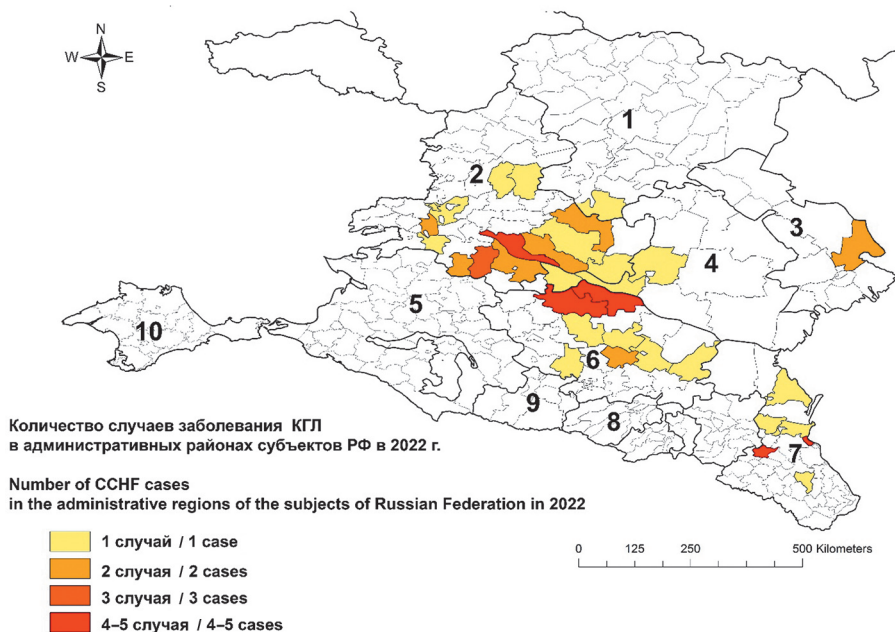 N
W E
S
1
2
3
4
5
10
6
9
8
7
Количество случаев заболевания КГЛ
в административных районах субъектов РФ в 2022 г.
Number of CCHF cases
in the administrative regions of the subjects of Russian Federation in 2022
1 случай / 1 case
2 случая / 2 cases
3 случая / 3 cases
4–5 случая / 4–5 cases
0 125 250 500 Kilometers